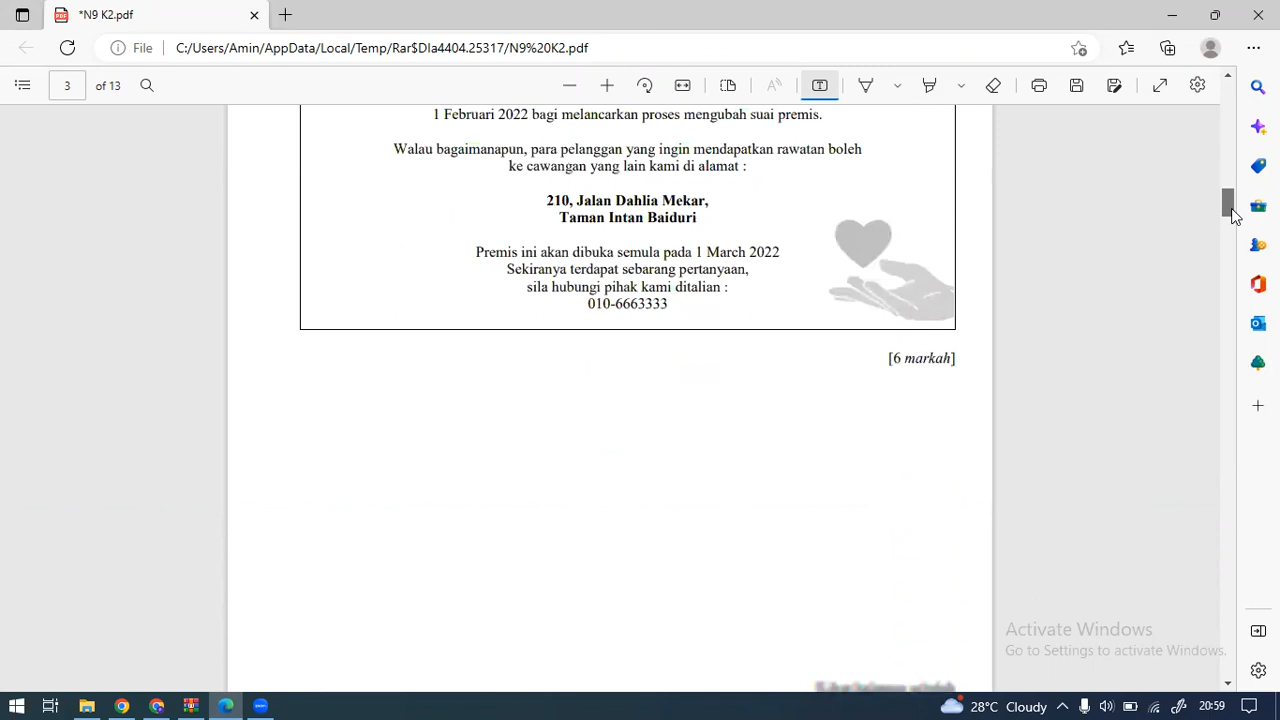 *N9 K2.pdf
File
C:/Users/Amin/AppData/Local/Temp/Rar$DIa4404.25317/N9%20K2.pdf
3 of 13
1 Februari 2022 bagi melancarkan proses mengubah suai premis.
Walau bagaimanapun, para pelanggan yang ingin mendapatkan rawatan boleh
ke cawangan yang lain kami di alamat :
210, Jalan Dahlia Mekar,
Taman Intan Baiduri
Premis ini akan dibuka semula pada 1 March 2022
Sekiranya terdapat sebarang pertanyaan,
sila hubungi pihak kami ditalian :
010-6663333
[6 markah]
Activate Windows
Go to Settings to activate Windows.
28°C Cloudy
20:59